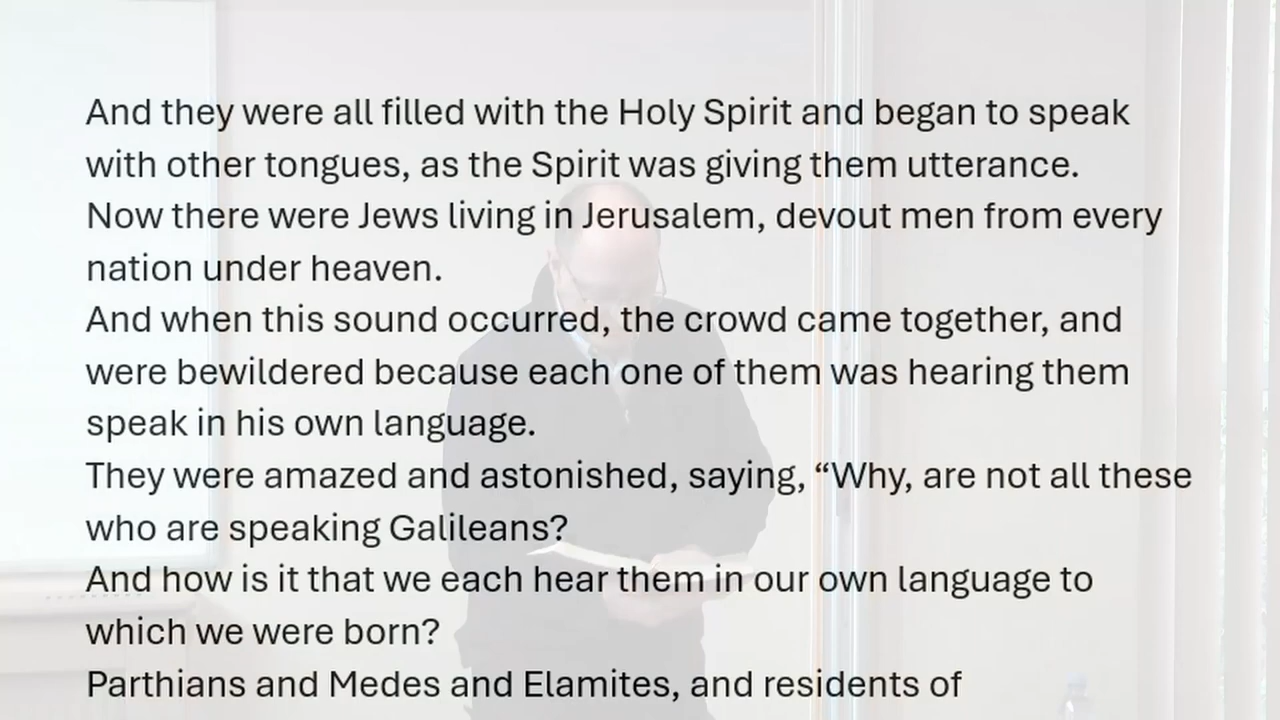 And they were all filled with the Holy Spirit and began to speak
with other tongues, as the Spirit was giving them utterance.
Now there were Jews living in Jerusalem, devout men from every
nation under heaven.
And when this sound occurred, the crowd came together, and
were bewildered because each one of them was hearing them
speak in his own language.
They were amazed and astonished, saying, “Why, are not all these
who are speaking Galileans?
And how is it that we each hear them in our own language to
which we were born?
Parthians and Medes and Elamites, and residents of